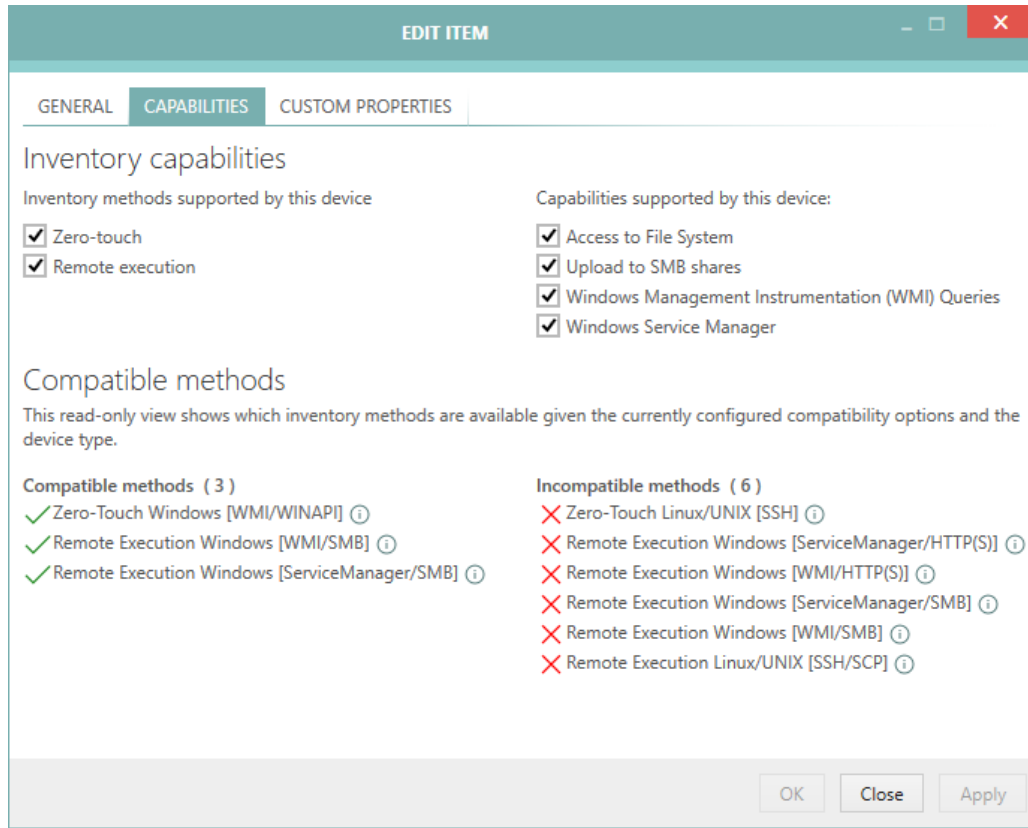 EDIT ITEM
GENERAL CAPABILITIES CUSTOM PROPERTIES
Inventory capabilities
Inventory methods supported by this device
Zero-touch
Remote execution
Capabilities supported by this device:
Access to File System
Upload to SMB shares
Windows Management Instrumentation (WMI) Queries
Windows Service Manager
Compatible methods
This read-only view shows which inventory methods are available given the currently configured compatibility options and the
device type.
Compatible methods ( 3 )
Zero-Touch Windows [WMI/WINAPI]
Remote Execution Windows [WMI/SMB]
Remote Execution Windows [ServiceManager/SMB]
Incompatible methods ( 6 )
Zero-Touch Linux/UNIX [SSH]
Remote Execution Windows [ServiceManager/HTTP(S)]
Remote Execution Windows [WMI/HTTP(S)]
Remote Execution Windows [ServiceManager/SMB]
Remote Execution Windows [WMI/SMB]
Remote Execution Linux/UNIX [SSH/SCP]
OK Close Apply